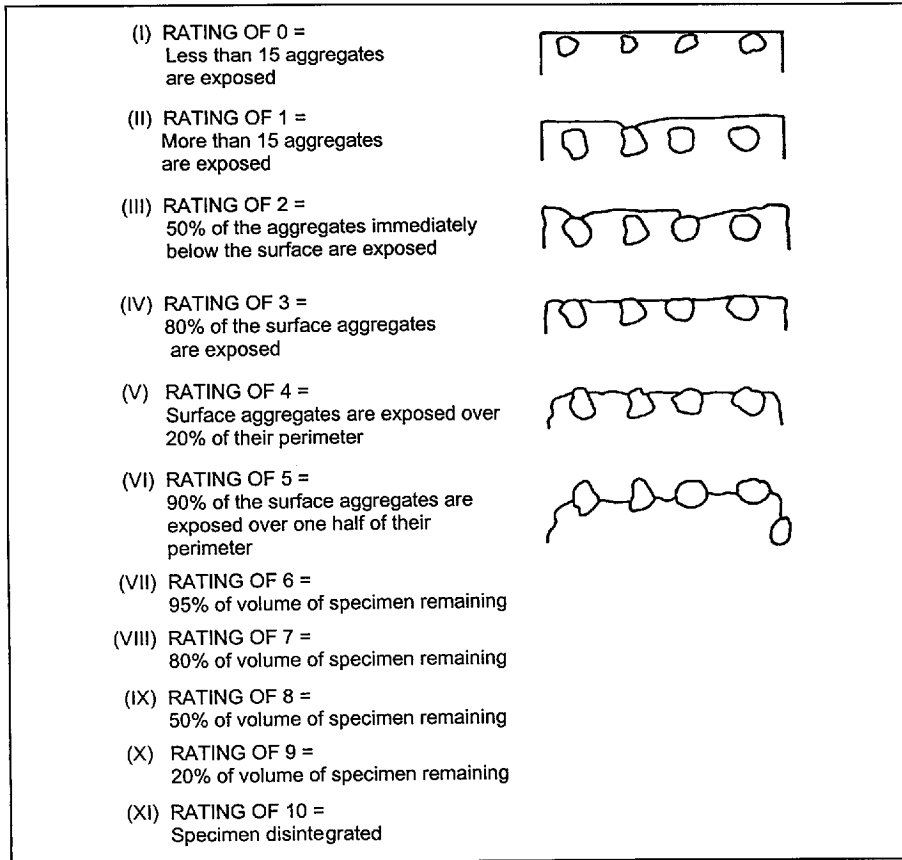 (I) RATING OF 0 =
Less than 15 aggregates
are exposed
(II) RATING OF 1 =
More than 15 aggregates
are exposed
(III) RATING OF 2 =
50% of the aggregates immediately
below the surface are exposed
(IV) RATING OF 3 =
80% of the surface aggregates
are exposed
(V) RATING OF 4 =
Surface aggregates are exposed over
20% of their perimeter
(VI) RATING OF 5 =
90% of the surface aggregates are
exposed over one half of their
perimeter
(VII) RATING OF 6 =
95% of volume of specimen remaining
(VIII) RATING OF 7 =
80% of volume of specimen remaining
(IX) RATING OF 8 =
50% of volume of specimen remaining
(X) RATING OF 9 =
20% of volume of specimen remaining
(XI) RATING OF 10 =
Specimen disintegrated